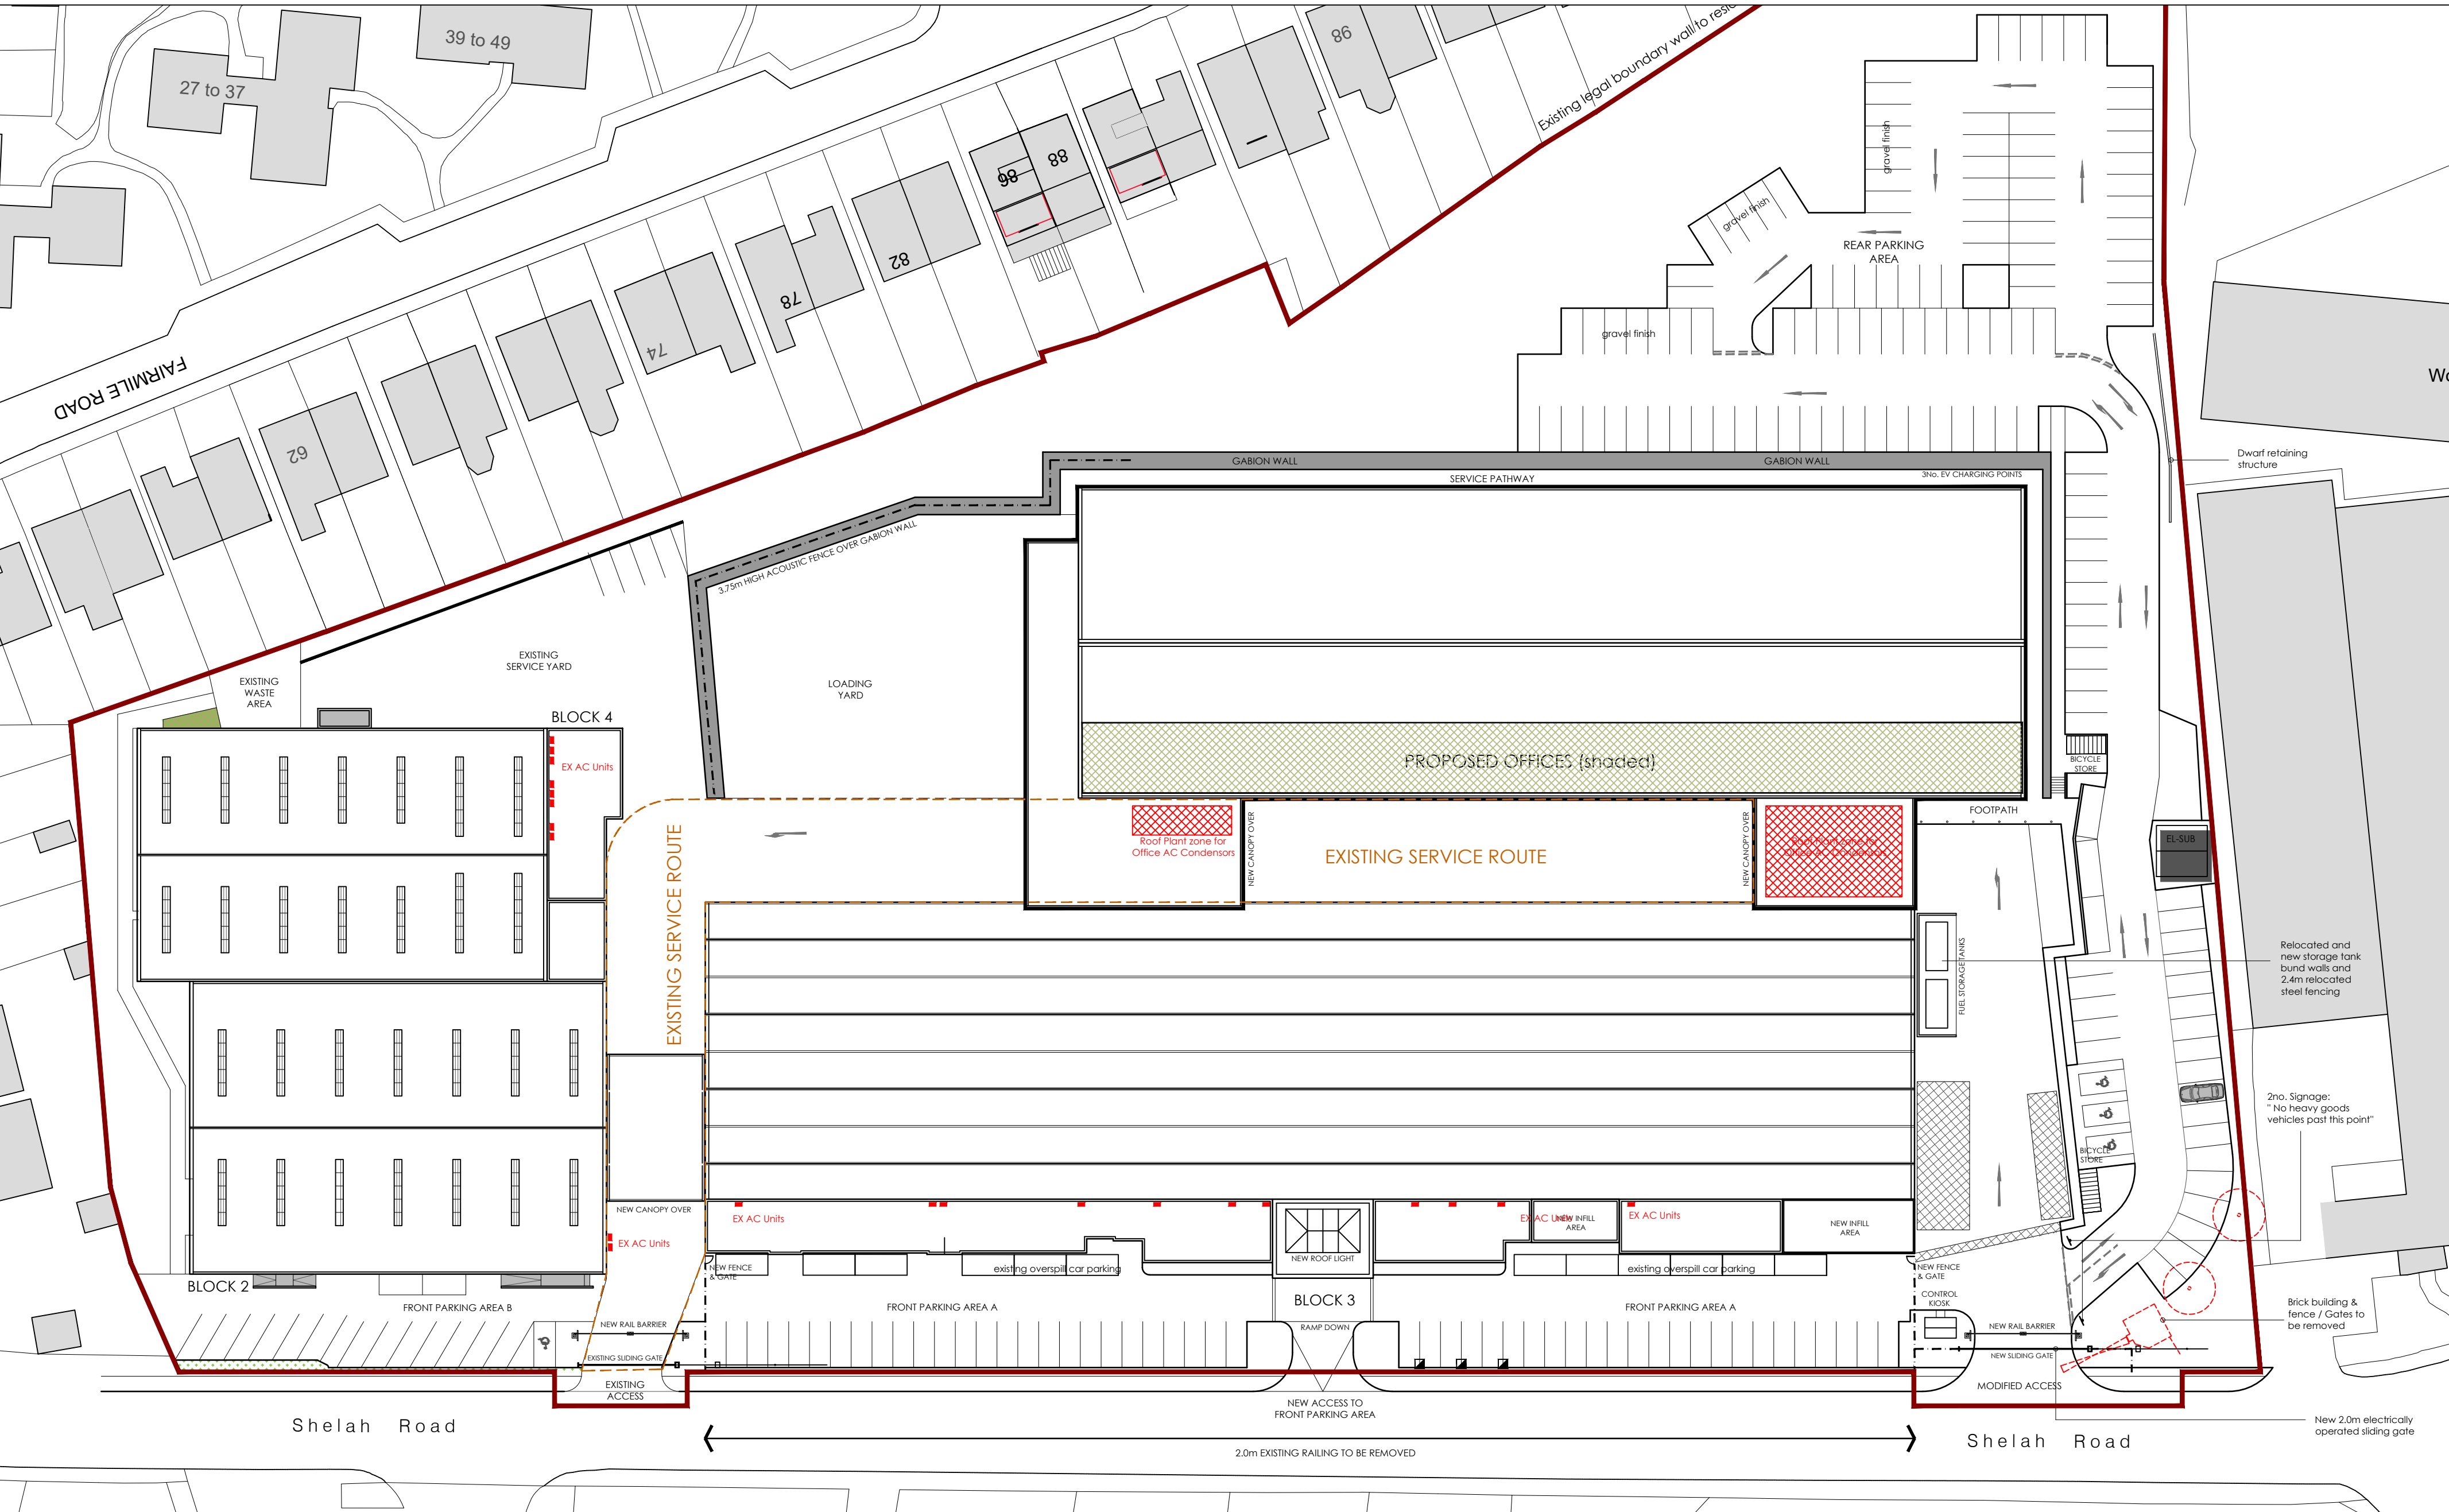 39 to 49
27 to 37
98
Existing legal boundary wall to
gravel finish
88
86
gravel finish
REAR PARKING
AREA
82
78
gravel finish
74
FAIRMILE ROAD
62
GABION WALL
GABION WALL
Dwarf retaining
structure
SERVICE PATHWAY
3No. EV CHARGING POINTS
3.75m HIGH ACOUSTIC FENCE OVER GABION WALL
EXISTING
SERVICE YARD
EXISTING
WASTE
AREA
LOADING
YARD
BLOCK 4
EX AC Units
PROPOSED OFFICES (shaded)
BICYCLE
STORE
FOOTPATH
EL-SUB
Roof Plant zone for
Office AC Condensors
NEW CANOPY OVER
EXISTING SERVICE ROUTE
NEW CANOPY OVER
EXISTING SERVICE ROUTE
FUEL STORAGE TANKS
Relocated and
new storage tank
bund walls and
2.4m relocated
steel fencing
2no. Signage:
" No heavy goods
vehicles past this point"
BICYCLE
STORE
NEW CANOPY OVER
EX AC Units
EX AC Units
EX AC Units
NEW INFILL
AREA
EX AC Units
NEW INFILL
AREA
NEW ROOF LIGHT
NEW FENCE
& GATE
existing overspill car parking
existing overspill car parking
NEW FENCE
& GATE
BLOCK 2
FRONT PARKING AREA B
FRONT PARKING AREA A
BLOCK 3
FRONT PARKING AREA A
CONTROL
KIOSK
Brick building &
fence / Gates to
be removed
NEW RAIL BARRIER
RAMP DOWN
NEW RAIL BARRIER
EXISTING SLIDING GATE
NEW SLIDING GATE
EXISTING
ACCESS
MODIFIED ACCESS
NEW ACCESS TO
FRONT PARKING AREA
Shelah Road
2.0m EXISTING RAILING TO BE REMOVED
Shelah Road
New 2.0m electrically
operated sliding gate